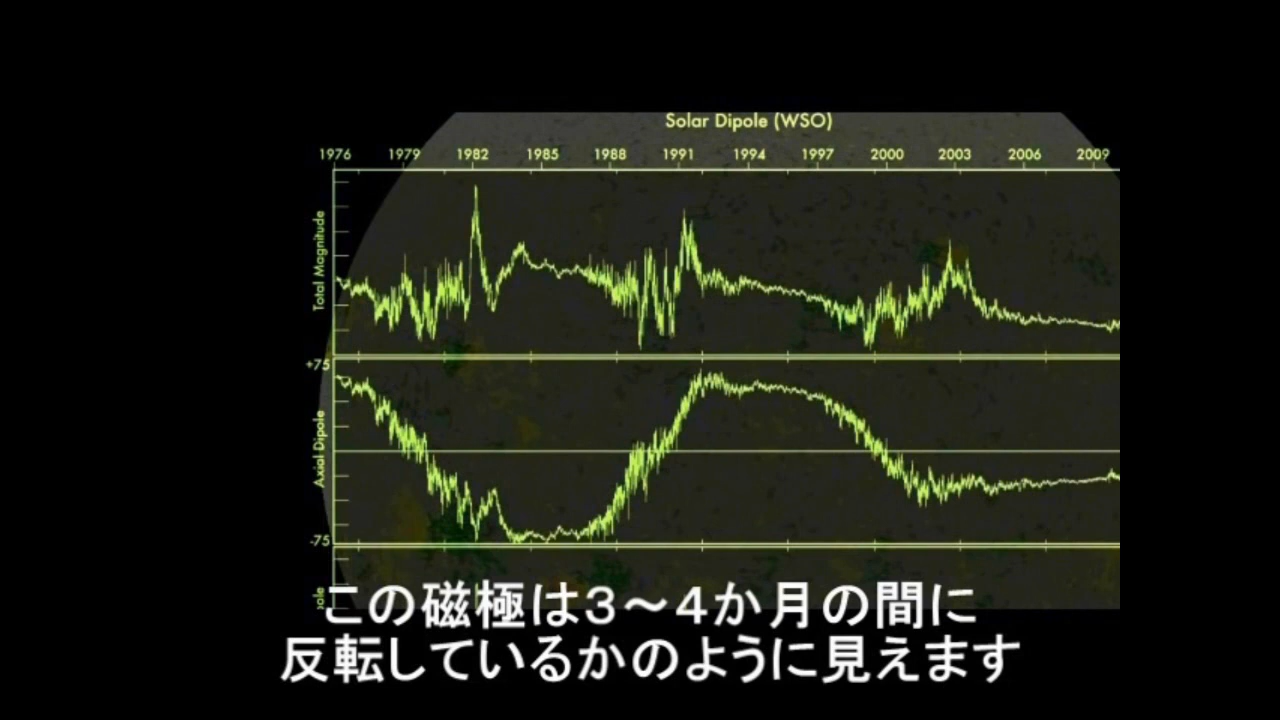 Solar Dipole (WSO)
1976 1979 1982 1985 1988 1991 1994 1997 2000 2003 2006 2009
Total Magnitude
+75
Axial Dipole
-75
この磁極は３～４か月の間に
反転しているかのように見えます